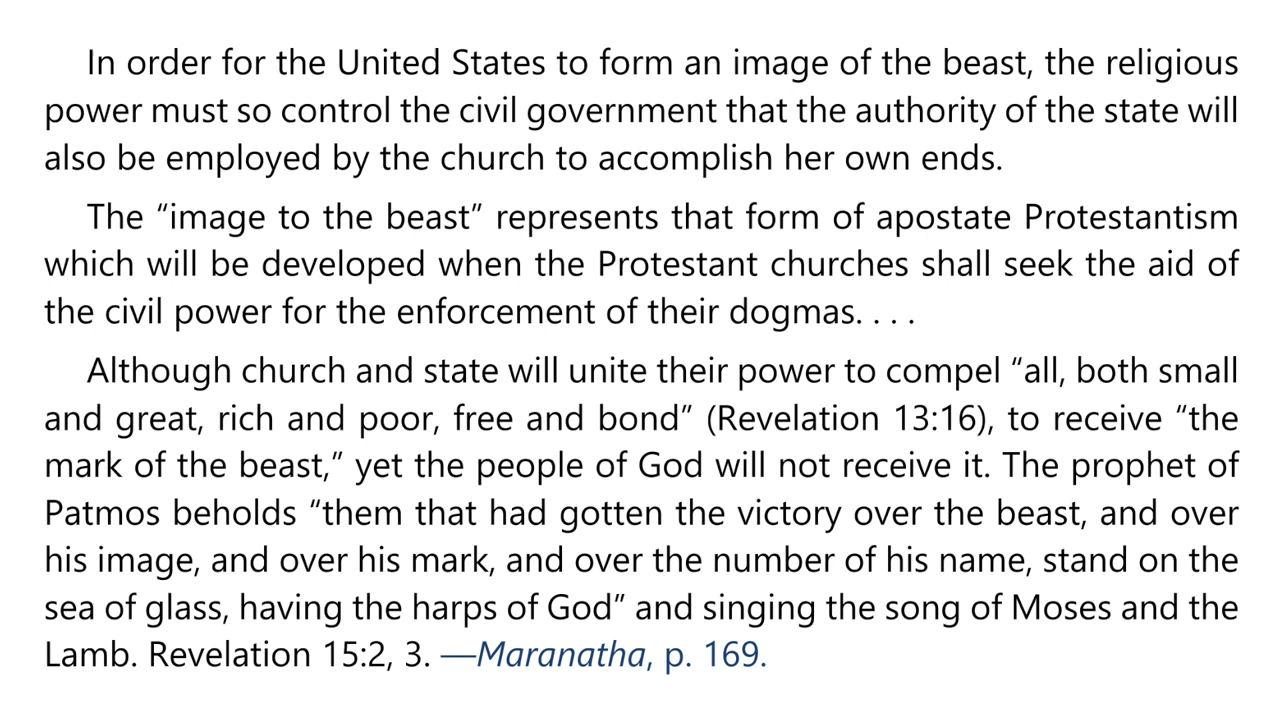 In order for the United States to form an image of the beast, the religious
power must so control the civil government that the authority of the state will
also be employed by the church to accomplish her own ends.
The “image to the beast” represents that form of apostate Protestantism
which will be developed when the Protestant churches shall seek the aid of
the civil power for the enforcement of their dogmas. . . .
Although church and state will unite their power to compel “all, both small
and great, rich and poor, free and bond” (Revelation 13:16), to receive “the
mark of the beast,” yet the people of God will not receive it. The prophet of
Patmos beholds “them that had gotten the victory over the beast, and over
his image, and over his mark, and over the number of his name, stand on the
sea of glass, having the harps of God” and singing the song of Moses and the
Lamb. Revelation 15:2, 3. —Maranatha, p. 169.